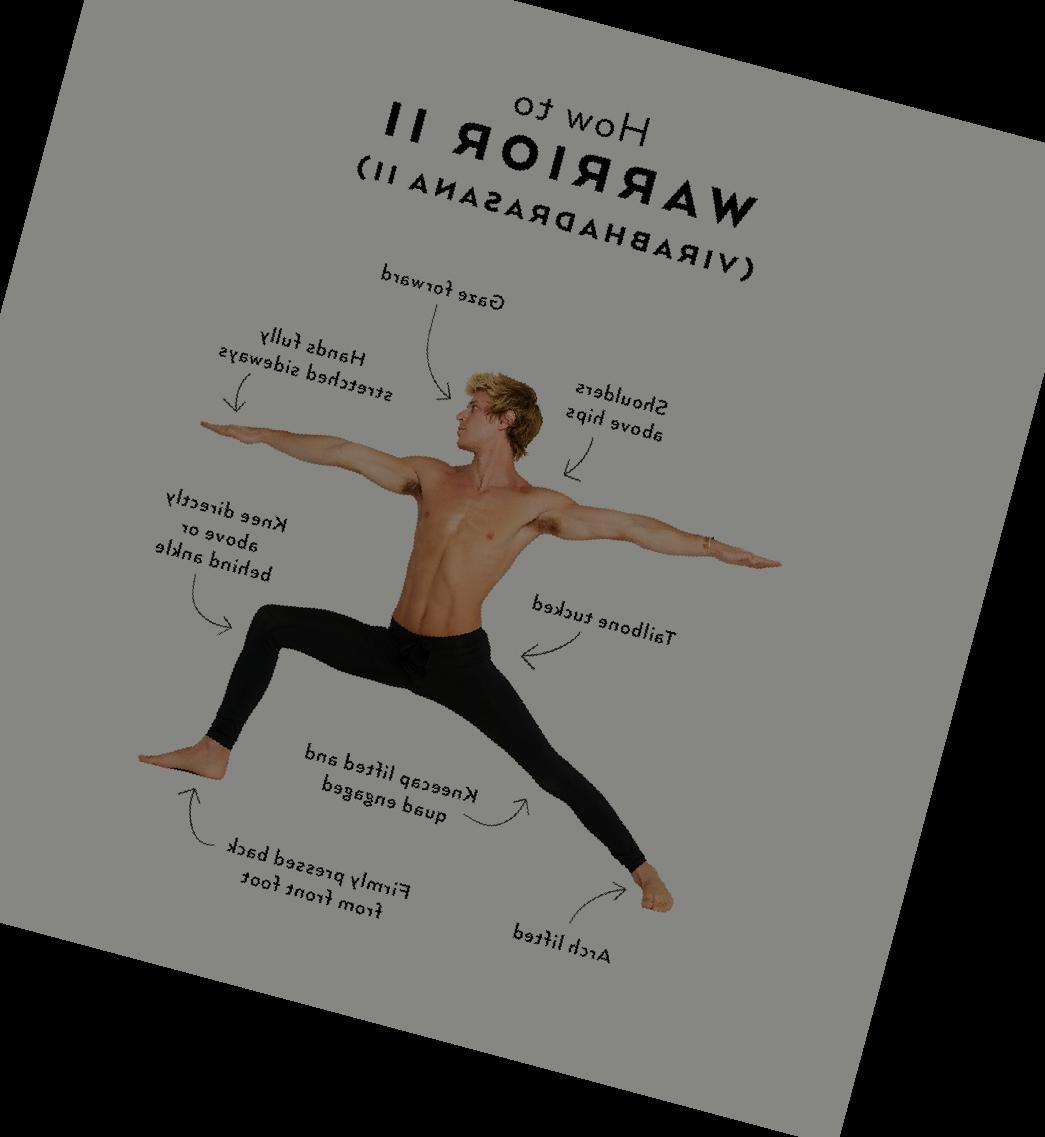 How to
WARRIOR II
(VIRABHADRASANA II)
Gaze forward
Hands fully
stretched sideways
Shoulders
above hips
Knee directly
above or
behind ankle
Tailbone tucked
Kneecap lifted and
quad engaged
Firmly pressed back
from front foot
Arch lifted